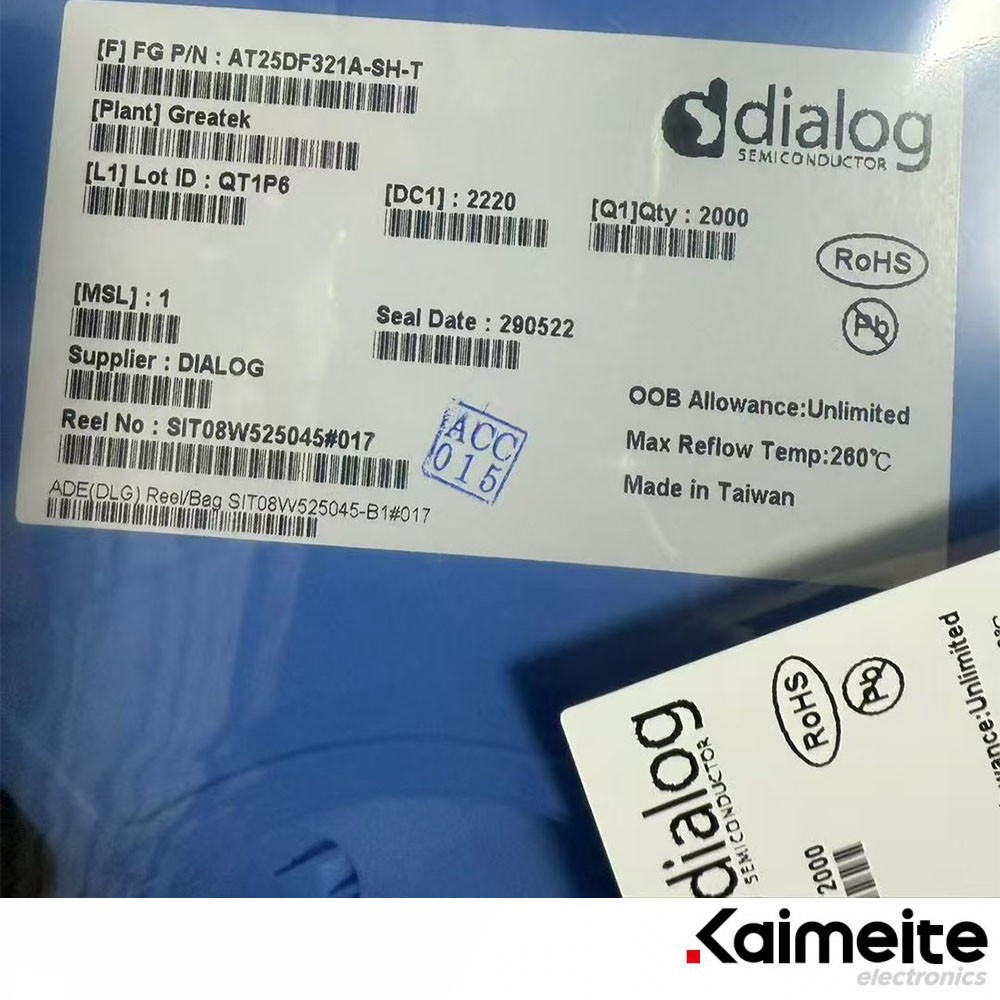 [F] FG P/N : AT25DF321A-SH-T
[Plant] Greatek
[L1] Lot ID : QT1P6
[DC1] : 2220
[Q1]Qty : 2000
dialog
SEMICONDUCTOR
RoHS
Pb
[MSL] : 1
Seal Date : 290522
Supplier : DIALOG
Reel No : SIT08W525045#017
ADE(DLG) Reel/Bag SIT08W525045-B1#017
ACC
015
OOB Allowance:Unlimited
Max Reflow Temp:260℃
Made in Taiwan
dialog
SEMICONDUCTOR
RoHS
Pb
2000
wance:Unlimited
Kaimeite
electronics